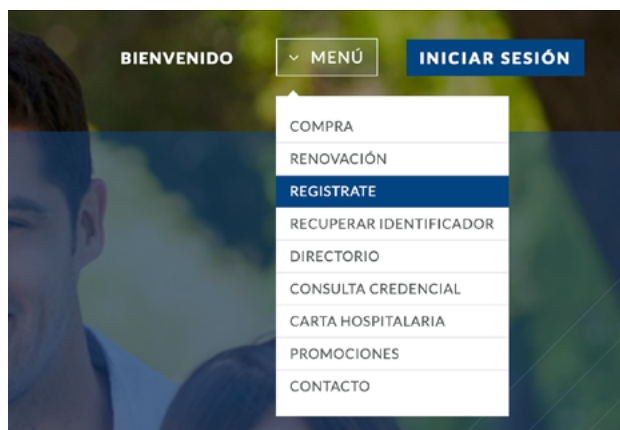 BIENVENIDO MENÚ INICIAR SESIÓN
COMPRA
RENOVACIÓN
REGISTRATE
RECUPERAR IDENTIFICADOR
DIRECTORIO
CONSULTA CREDENCIAL
CARTA HOSPITALARIA
PROMOCIONES
CONTACTO